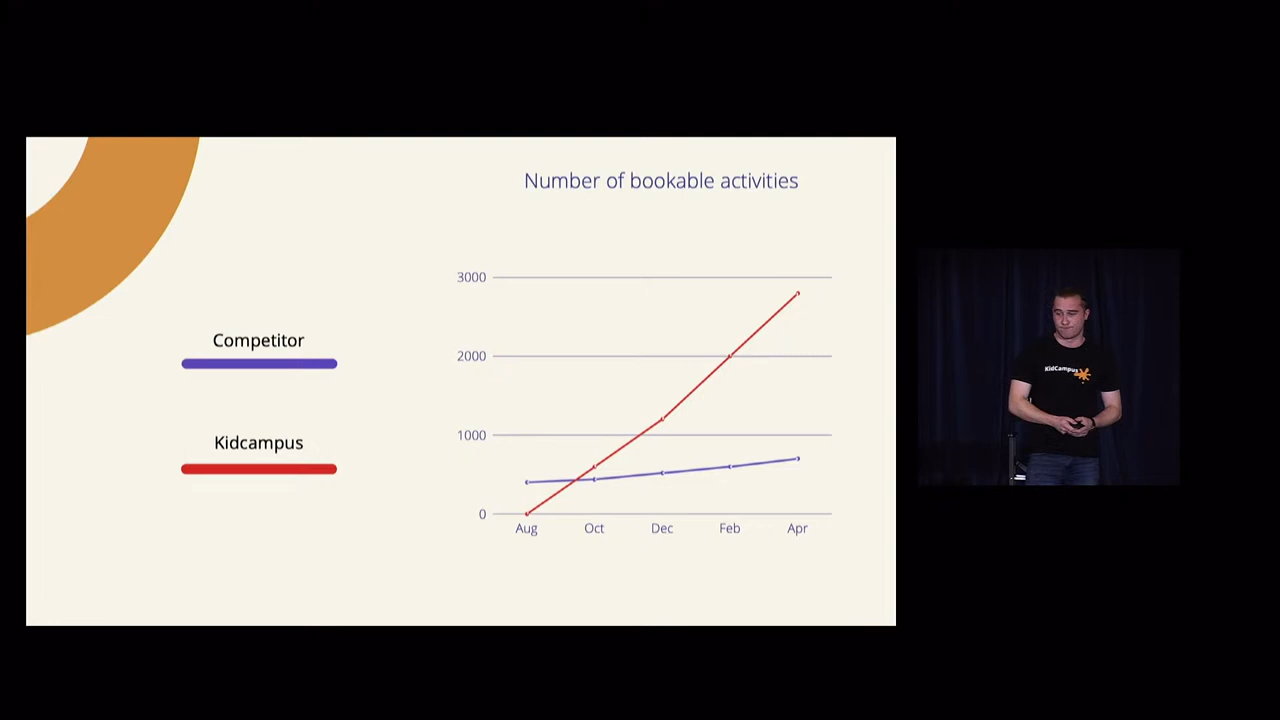 Number of bookable activities
Competitor
Kidcampus
3000
2000
1000
0
Aug Oct Dec Feb Apr
KidCampus